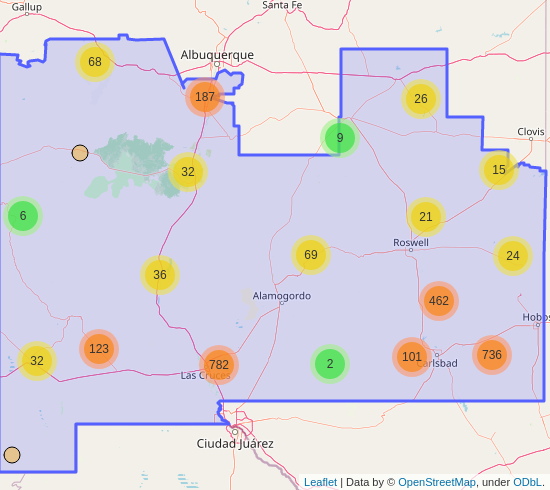 Gallup
Santa Fe
Albuquerque
68
187
26
9
Clovis
32
15
6
21
Roswell
69
24
36
Alamogordo
462
Hobbs
123
32
782
2
101
736
Carlsbad
Las Cruces
Ciudad Juárez
Leaflet | Data by © OpenStreetMap, under ODbL.